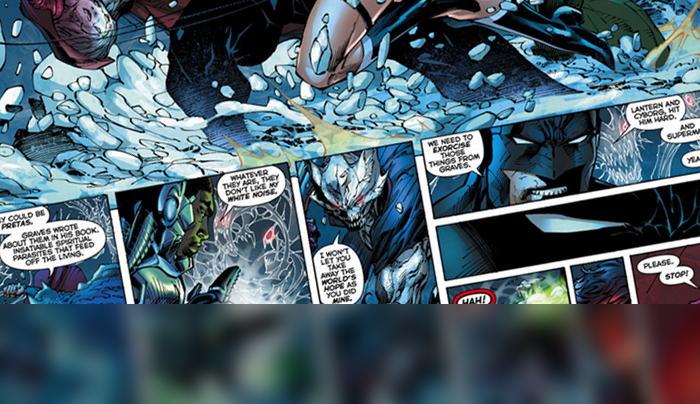 LANTERN AND
CYBORG, HIT
HIM HARD.
AND
WE NEED TO
EXORCISE
THOSE
THINGS FROM
GRAVES.
WHATEVER
THEY ARE, THEY
DON'T LIKE MY
WHITE NOISE.
COULD BE
PRETAS.
GRAVES WROTE
ABOUT THEM IN HIS BOOK.
INSATIABLE SPIRITUAL
PARASITES THAT FEED
OFF THE LIVING.
I WON'T
LET YOU
TAKE
AWAY THE
WORLD'S
HOPE AS
YOU DID
MINE.
HAH!
PLEASE,
STOP!